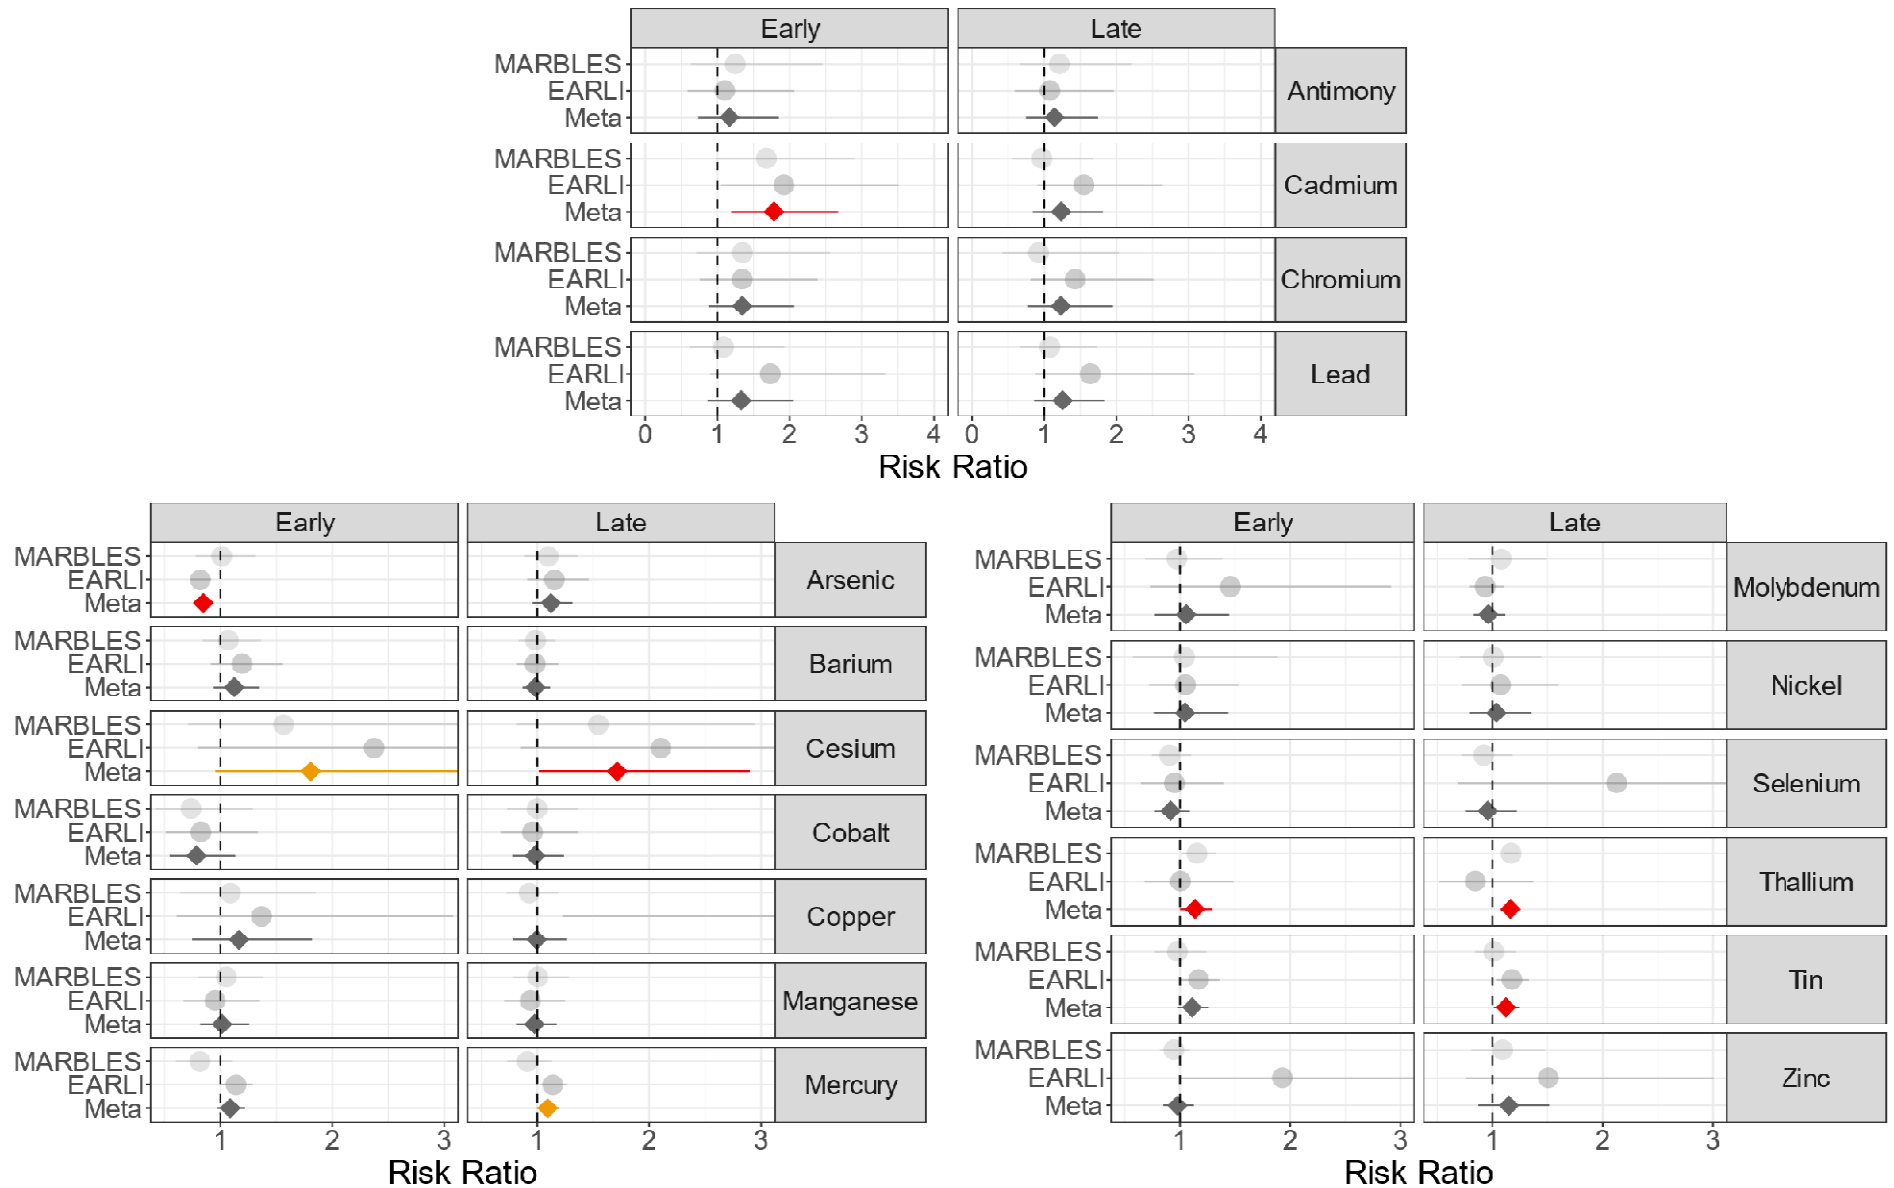 Early Late
MARBLES
EARLI
Meta
Antimony
MARBLES
EARLI
Meta
Cadmium
MARBLES
EARLI
Meta
Chromium
MARBLES
EARLI
Meta
Lead
0 1 2 3 4 0 1 2 3 4
Risk Ratio
Early Late
MARBLES
EARLI
Meta
Arsenic
MARBLES
EARLI
Meta
Barium
MARBLES
EARLI
Meta
Cesium
MARBLES
EARLI
Meta
Cobalt
MARBLES
EARLI
Meta
Copper
MARBLES
EARLI
Meta
Manganese
MARBLES
EARLI
Meta
Mercury
1 2 3 1 2 3
Risk Ratio
Early Late
MARBLES
EARLI
Meta
Molybdenum
MARBLES
EARLI
Meta
Nickel
MARBLES
EARLI
Meta
Selenium
MARBLES
EARLI
Meta
Thallium
MARBLES
EARLI
Meta
Tin
MARBLES
EARLI
Meta
Zinc
1 2 3 1 2 3
Risk Ratio